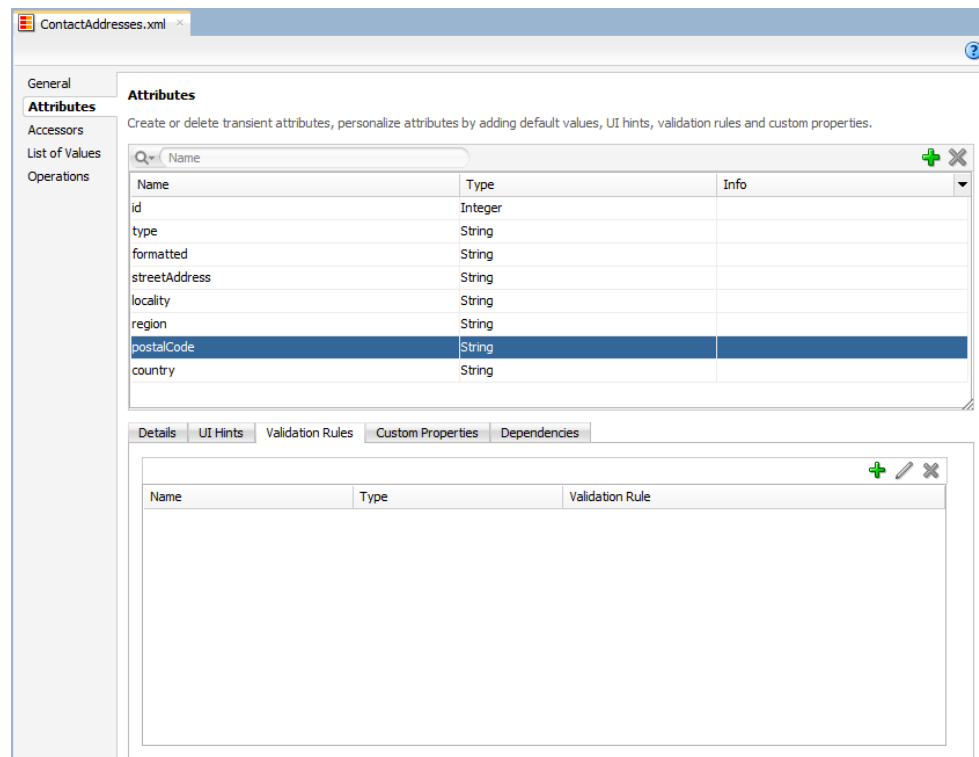 ContactAddresses.xml
General
Attributes
Accessors
List of Values
Operations
Attributes
Create or delete transient attributes, personalize attributes by adding default values, UI hints, validation rules and custom properties.
Name
Name Type Info
id Integer
type String
formatted String
streetAddress String
locality String
region String
postalCode String
country String
Details UI Hints Validation Rules Custom Properties Dependencies
Name Type Validation Rule